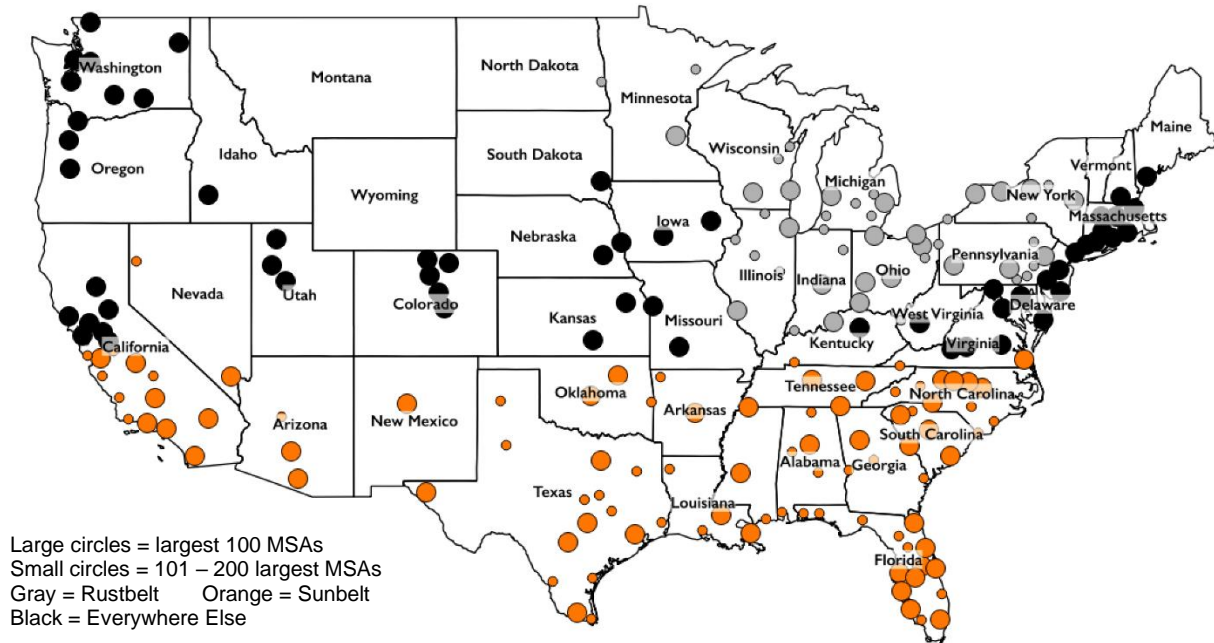 Washington
Montana
North Dakota
Minnesota
Maine
Vermont
Oregon
Idaho
South Dakota
Wisconsin
Michigan
New York
Massachusetts
Wyoming
Iowa
Nebraska
Pennsylvania
Nevada
Utah
Colorado
Illinois
Indiana
Ohio
Delaware
Kansas
Missouri
West Virginia
Virginia
Kentucky
California
Oklahoma
Tennessee
North Carolina
Arizona
New Mexico
Arkansas
South Carolina
Alabama
Georgia
Texas
Louisiana
Florida
Large circles = largest 100 MSAs
Small circles = 101 – 200 largest MSAs
Gray = Rustbelt Orange = Sunbelt
Black = Everywhere Else